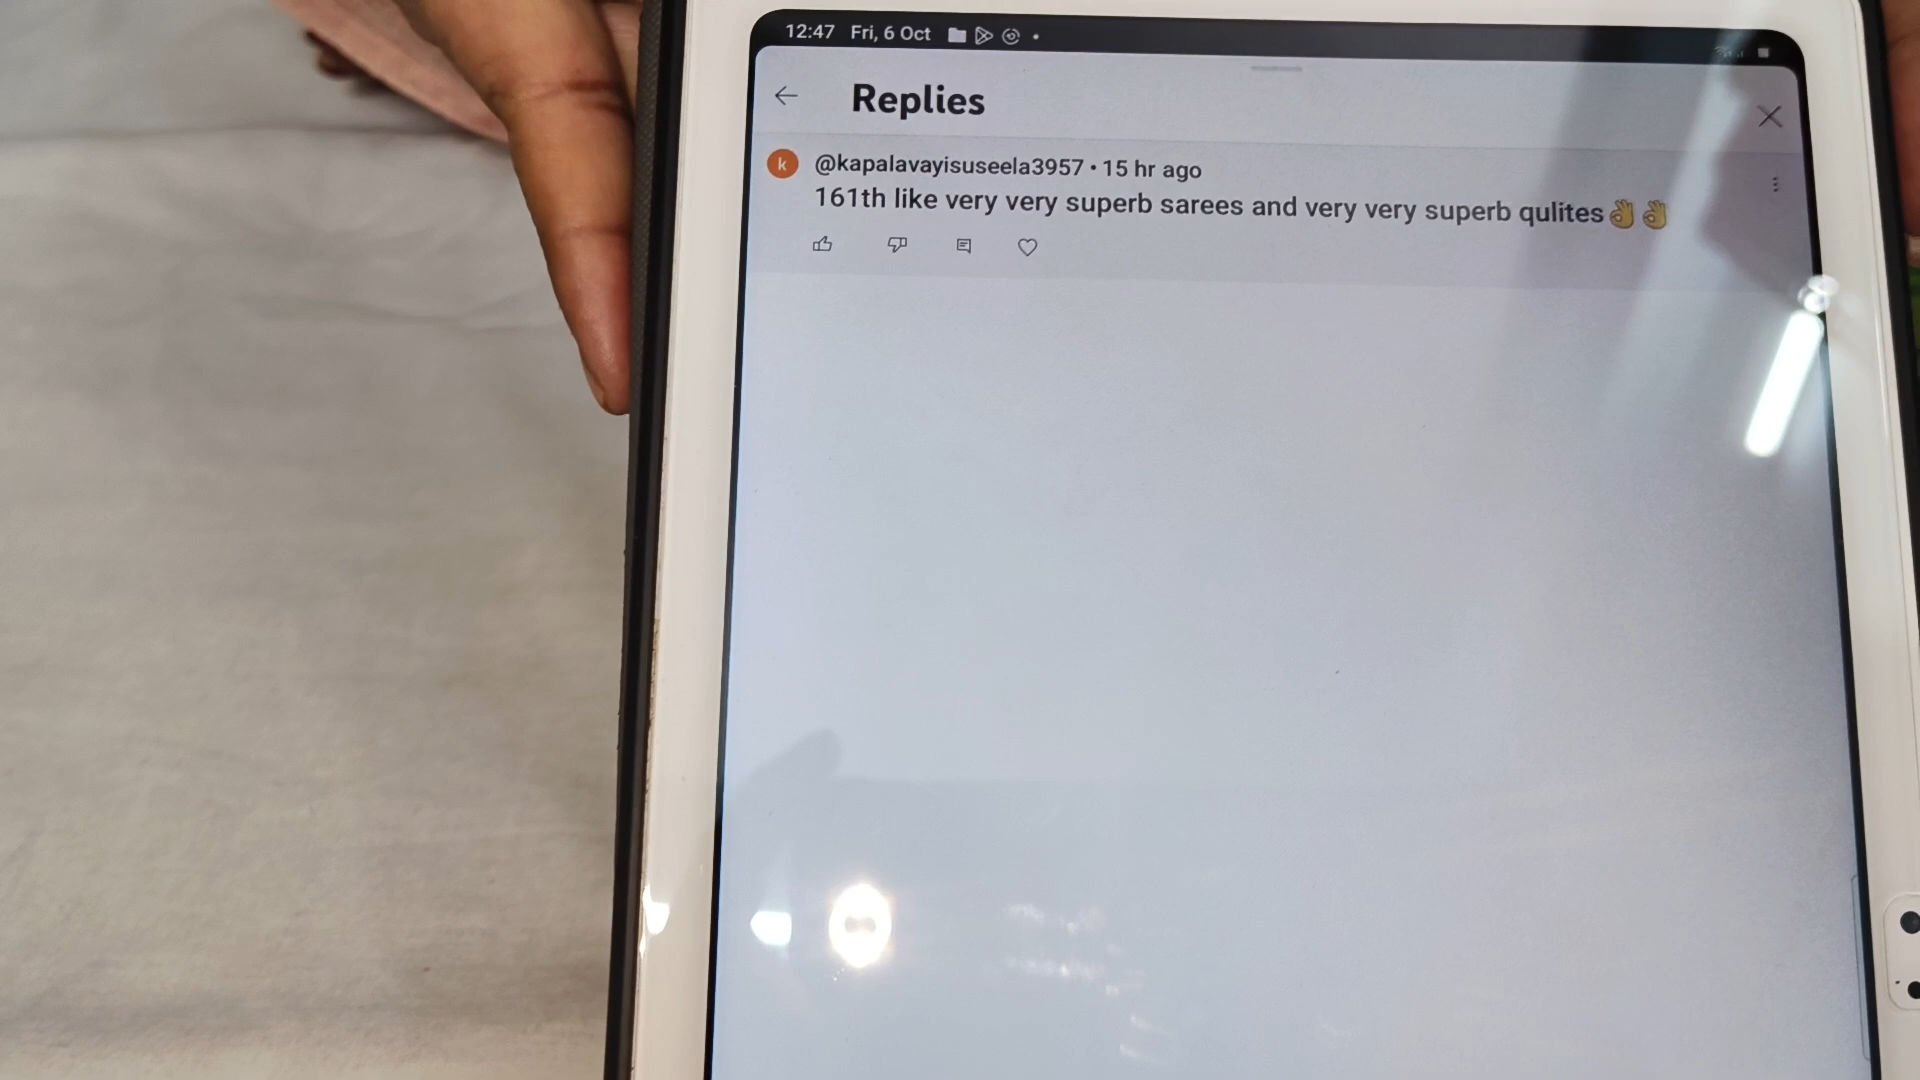 12:47 Fri, 6 Oct
Replies
k @kapalavayisuseela3957 • 15 hr ago
161th like very very superb sarees and very very superb qulites👌👌